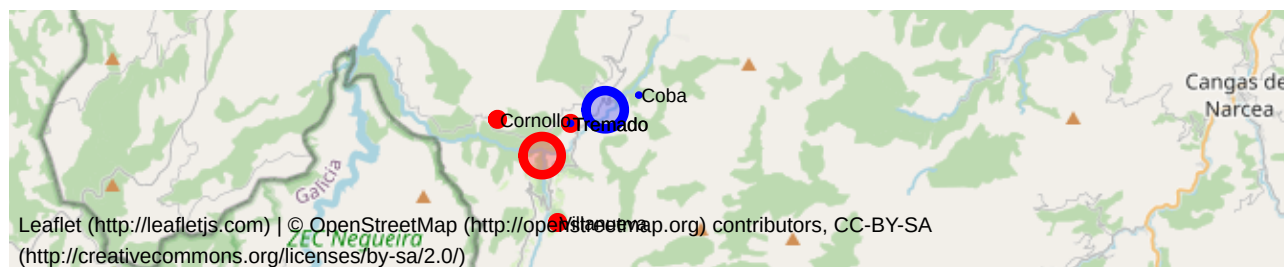 Coba
Cangas de
Narcea
Cornollo
Tremado
Galicia
Villanueva
Leaflet (http://leafletjs.com) | © OpenStreetMap (http://openstreetmap.org) contributors, CC-BY-SA
ZEC Negueira
(http://creativecommons.org/licenses/by-sa/2.0/)